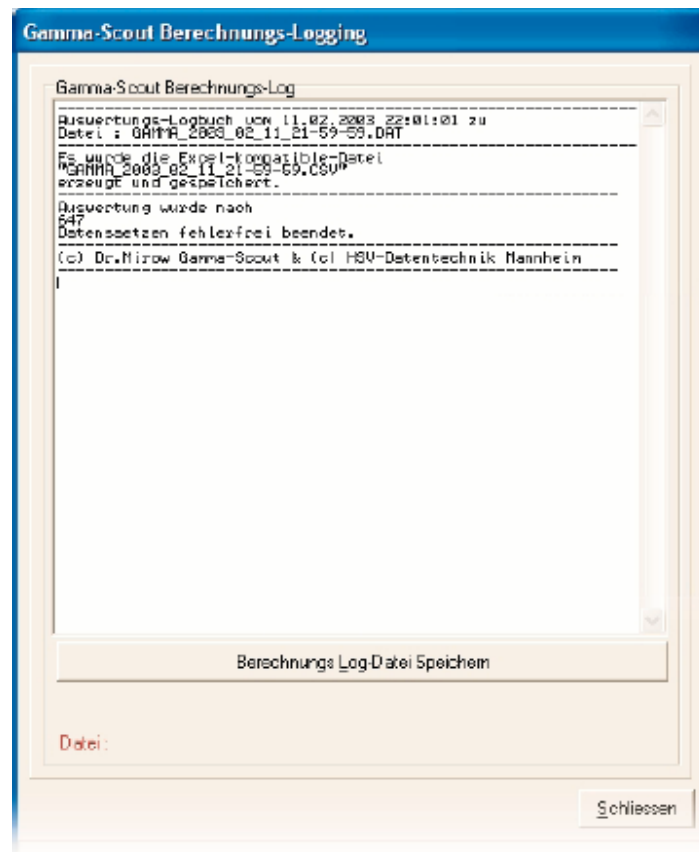 Gamma-Scout Berechnungs-Logging
Gamma-Scout Berechnungs-Log
------------------------------------------------------------------------
Auswertungs-Logbuch vom 11.02.2003 22:01:01 zu
Datei : GAMMA_2003_02_11_21-59-59.DAT
------------------------------------------------------------------------
Es wurde die Excel-kompatible-Datei
"GAMMA_2003_02_11_21-59-59.CSV"
erzeugt und gespeichert.
------------------------------------------------------------------------
Auswertung wurde nach
647
Datensaetzen fehlerfrei beendet.
------------------------------------------------------------------------
(c) Dr.Mirow Gamma-Scout & (c) HSV-Datentechnik Mannheim
------------------------------------------------------------------------
Berechnungs Log-Datei Speichern
Datei :
Schliessen